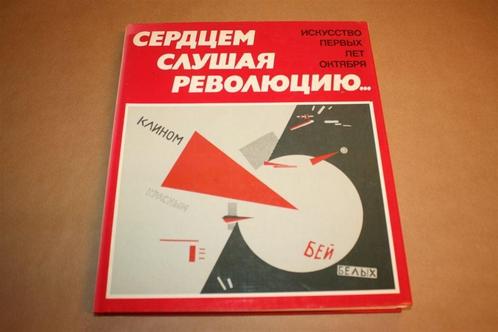 СЕРДЦЕМ
СЛУШАЯ
РЕВОЛЮЦИЮ...
ИСКУССТВО
ПЕРВЫХ
ЛЕТ
ОКТЯБРЯ
КЛИНОМ
КРАСНЫМ
БЕЙ
БЕЛЫХ